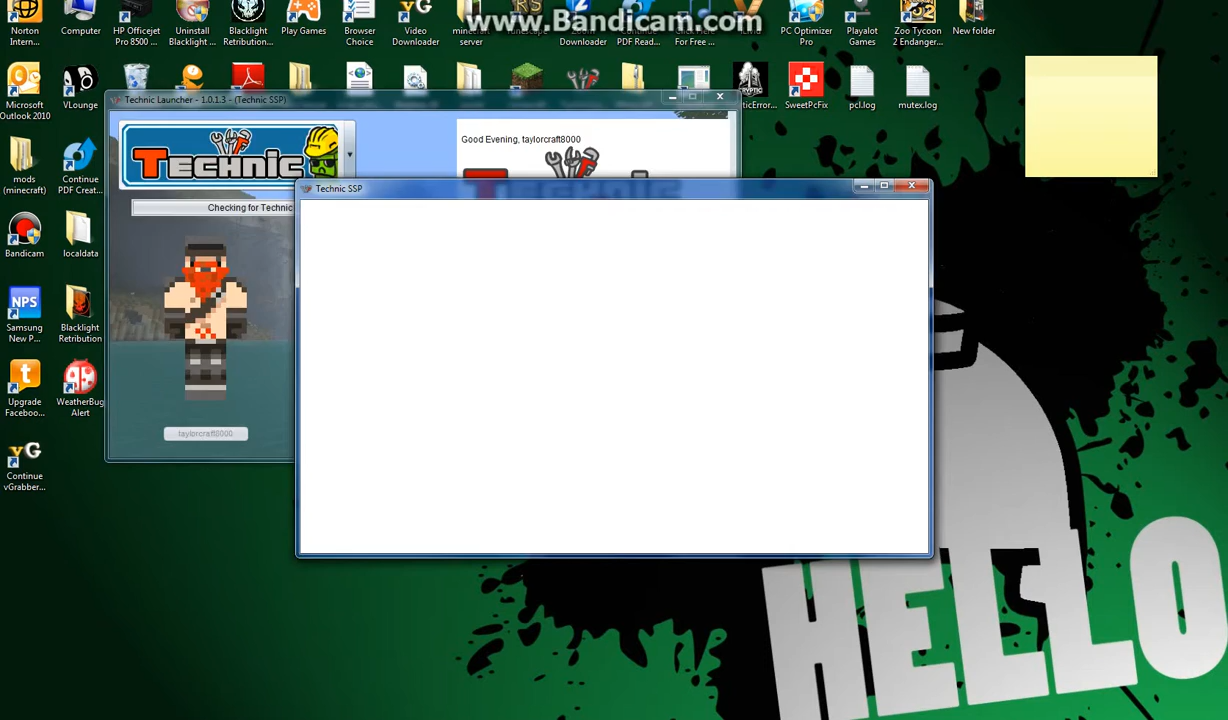 www.Bandicam.com
Norton Intern...
Computer
HP Officejet Pro 8500 ...
Uninstall Blacklight ...
Blacklight Retribution...
Play Games
Browser Choice
Video Downloader
minecraft server
Downloader
PDF Read...
For Free ...
PC Optimizer Pro
Playalot Games
Zoo Tycoon 2 Endanger...
New folder
Microsoft Outlook 2010
VLounge
SweetPcFix
pcl.log
mutex.log
Technic Launcher - 1.0.1.3 - (Technic SSP)
TECHNIC
Good Evening, taylorcraft8000
mods (minecraft)
Continue PDF Creat...
Technic SSP
Checking for Technic
Bandicam
localdata
NPS
Samsung New P...
Blacklight Retribution
Upgrade Faceboo...
WeatherBug Alert
taylorcraft8000
vG
Continue vGrabber...
HELLO